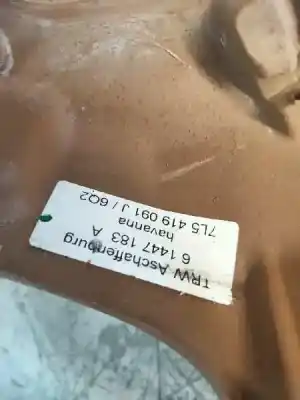 TRW Aschaffenburg
6 1447 183 A
havanna
7L5 419 091 J / 6Q2